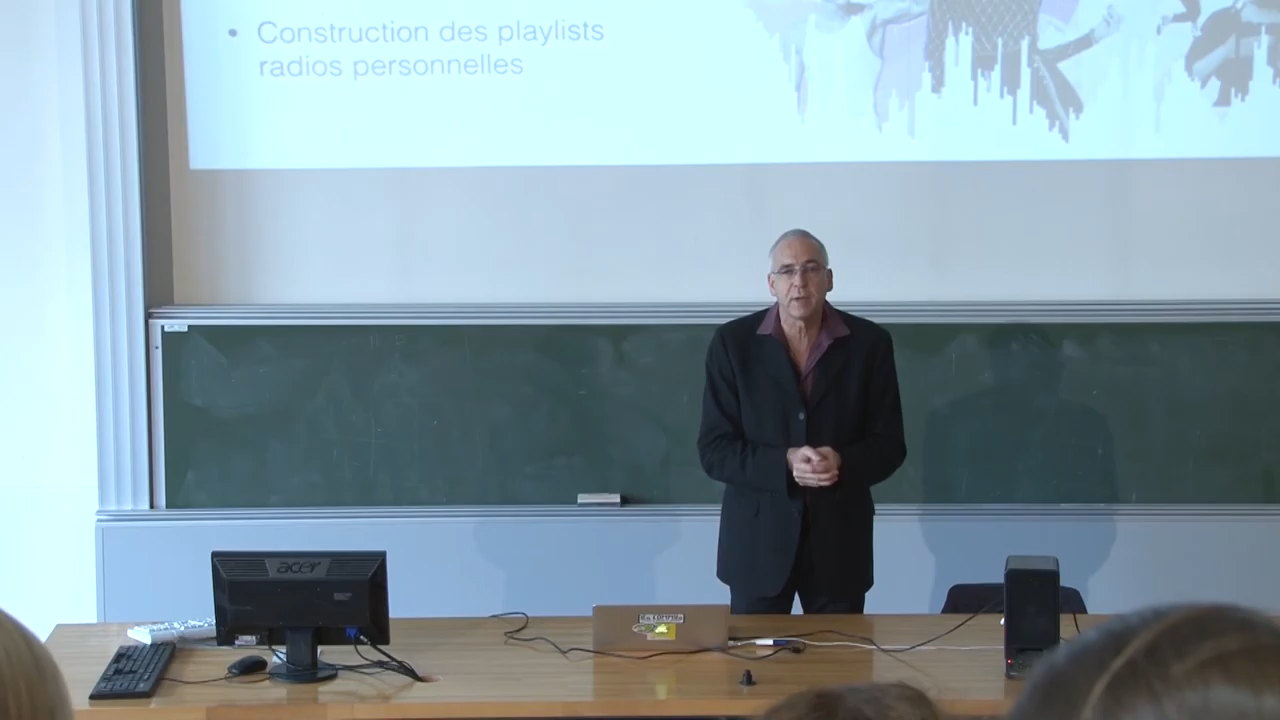 • Construction des playlists
radios personnelles
acer